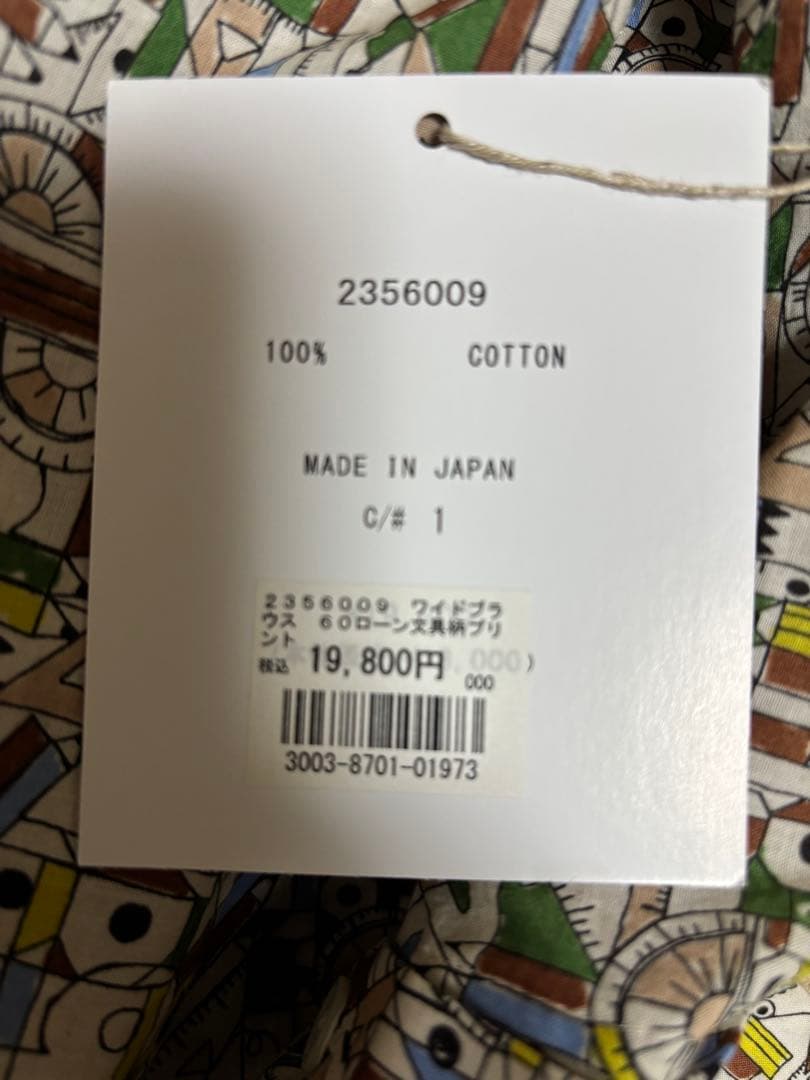 2356009
100% COTTON
MADE IN JAPAN
C/# 1
2356009 ワイドブラ
ウス 60ローン文具柄プリ
ント
税込 19,800円 ,000)
000
3003-8701-01973